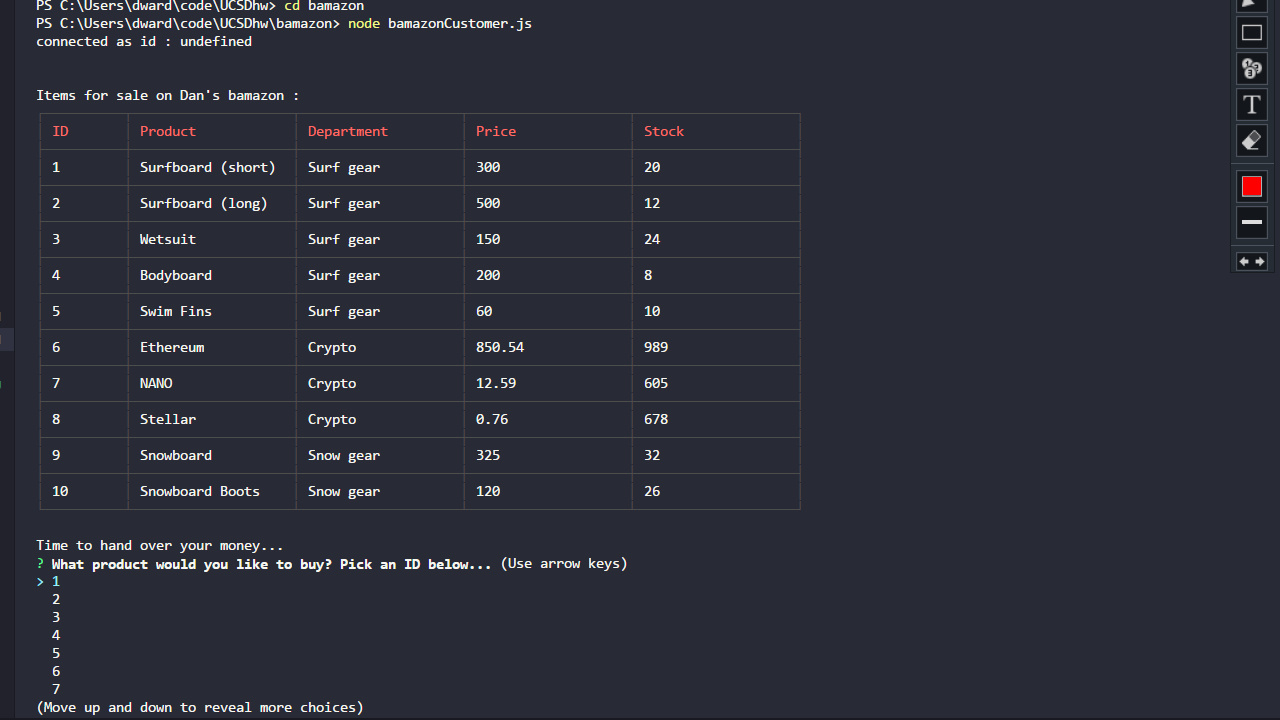 PS C:\Users\dward\code\UCSDhw> cd bamazon
PS C:\Users\dward\code\UCSDhw\bamazon> node bamazonCustomer.js
connected as id : undefined
Items for sale on Dan's bamazon :
ID Product Department Price Stock
1 Surfboard (short) Surf gear 300 20
2 Surfboard (long) Surf gear 500 12
3 Wetsuit Surf gear 150 24
4 Bodyboard Surf gear 200 8
5 Swim Fins Surf gear 60 10
6 Ethereum Crypto 850.54 989
7 NANO Crypto 12.59 605
8 Stellar Crypto 0.76 678
9 Snowboard Snow gear 325 32
10 Snowboard Boots Snow gear 120 26
Time to hand over your money...
? What product would you like to buy? Pick an ID below... (Use arrow keys)
> 1
2
3
4
5
6
7
(Move up and down to reveal more choices)